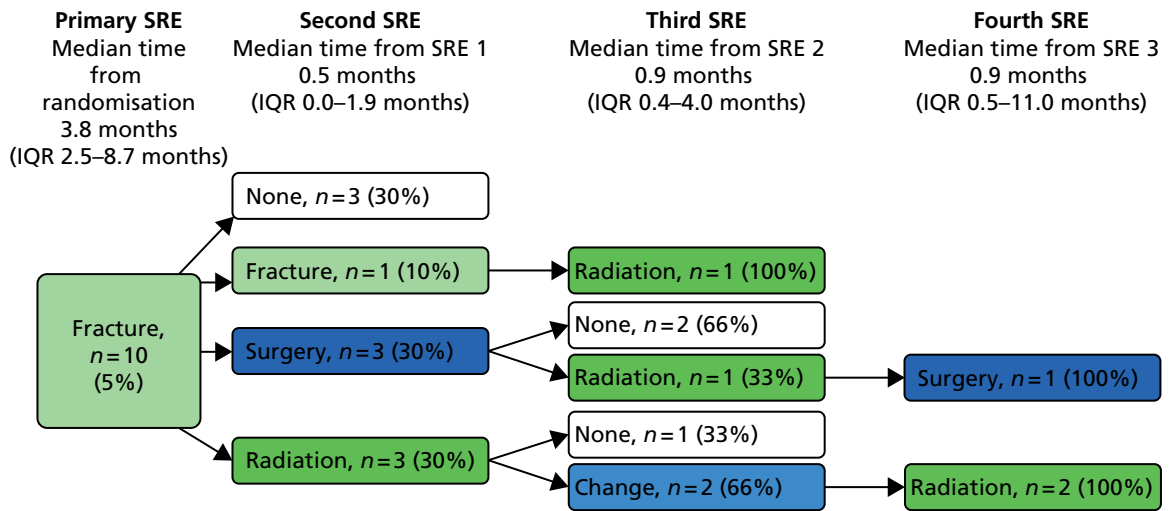 Primary SRE
Median time
from
randomisation
3.8 months
(IQR 2.5–8.7 months)
Second SRE
Median time from SRE 1
0.5 months
(IQR 0.0–1.9 months)
Third SRE
Median time from SRE 2
0.9 months
(IQR 0.4–4.0 months)
Fourth SRE
Median time from SRE 3
0.9 months
(IQR 0.5–11.0 months)
Fracture,
n=10
(5%)
None, n=3 (30%)
Fracture, n=1 (10%)
Radiation, n=1 (100%)
Surgery, n=3 (30%)
None, n=2 (66%)
Radiation, n=1 (33%)
Surgery, n=1 (100%)
Radiation, n=3 (30%)
None, n=1 (33%)
Change, n=2 (66%)
Radiation, n=2 (100%)